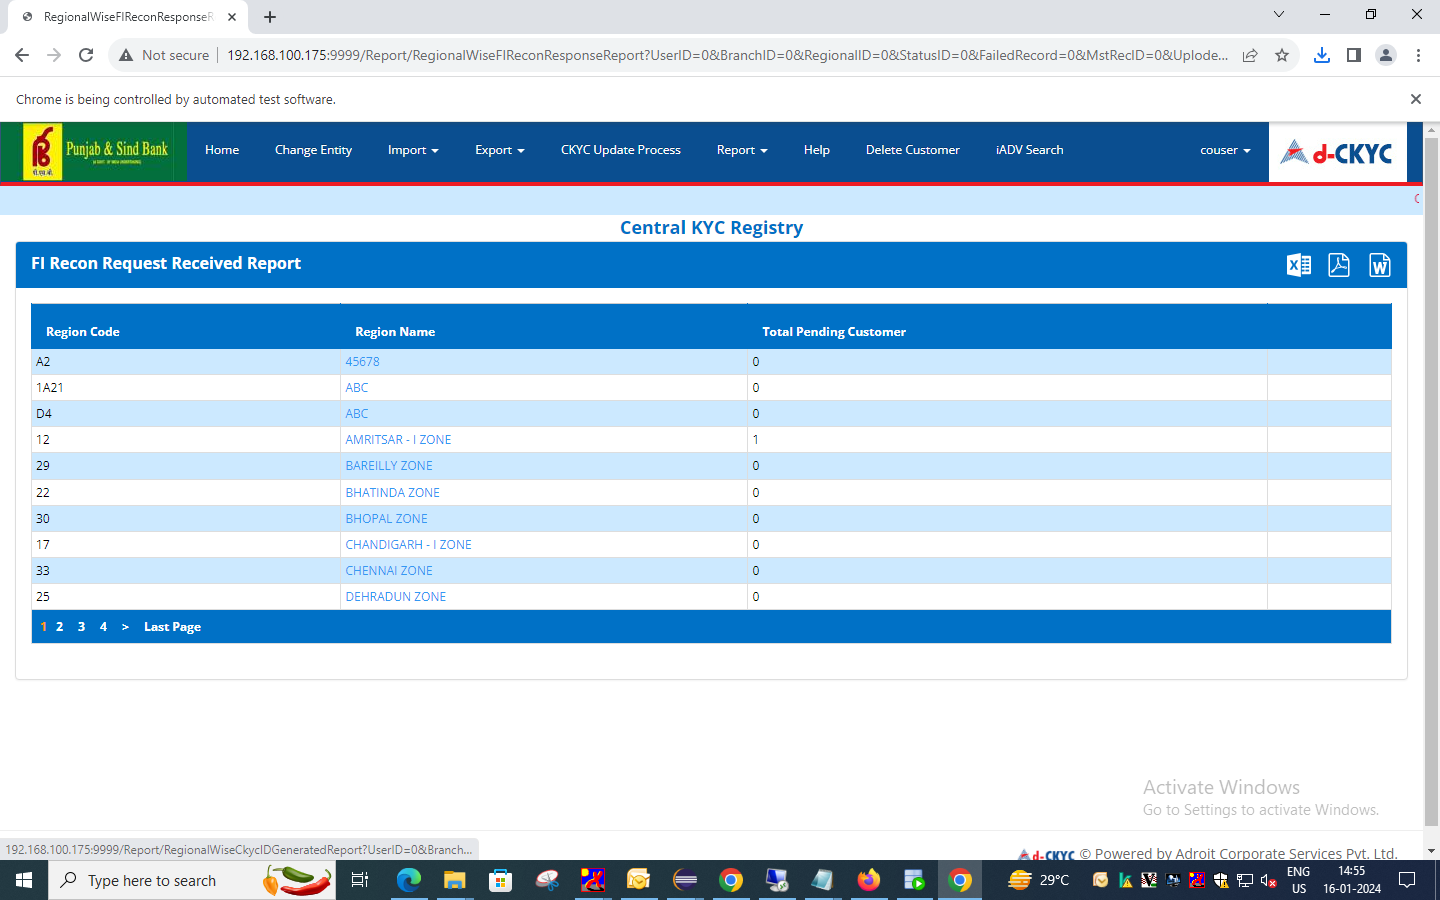 RegionalWiseFIReconResponseR
Not secure
192.168.100.175:9999/Report/RegionalWiseFIReconResponseReport?UserID=0&BranchID=0&RegionalID=0&StatusID=0&FailedRecord=0&MstRecID=0&Uplode...
Chrome is being controlled by automated test software.
Punjab & Sind Bank
Home Change Entity Import Export CKYC Update Process Report Help Delete Customer iADV Search couser d-CKYC
Central KYC Registry
FI Recon Request Received Report
Region Code Region Name Total Pending Customer
A2 45678 0
1A21 ABC 0
D4 ABC 0
12 AMRITSAR - I ZONE 1
29 BAREILLY ZONE 0
22 BHATINDA ZONE 0
30 BHOPAL ZONE 0
17 CHANDIGARH - I ZONE 0
33 CHENNAI ZONE 0
25 DEHRADUN ZONE 0
1 2 3 4 > Last Page
Activate Windows
Go to Settings to activate Windows.
192.168.100.175:9999/Report/RegionalWiseCkycIDGeneratedReport?UserID=0&Branch...
d-CKYC © Powered by Adroit Corporate Services Pvt. Ltd.
Type here to search
29°C
ENG
US
14:55
16-01-2024